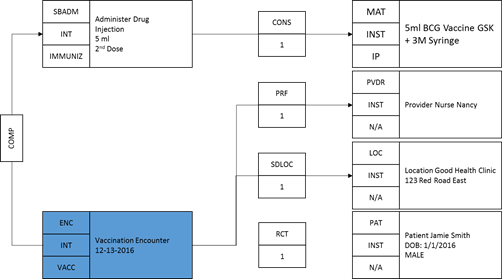 SBADM
INT
IMMUNIZ
Administer Drug
Injection
5 ml
2nd Dose
CONS
1
MAT
INST
IP
5ml BCG Vaccine GSK
+ 3M Syringe
COMP
PRF
1
PVDR
INST
N/A
Provider Nurse Nancy
SDLOC
1
LOC
INST
N/A
Location Good Health Clinic
123 Red Road East
ENC
INT
VACC
Vaccination Encounter
12-13-2016
RCT
1
PAT
INST
N/A
Patient Jamie Smith
DOB: 1/1/2016
MALE